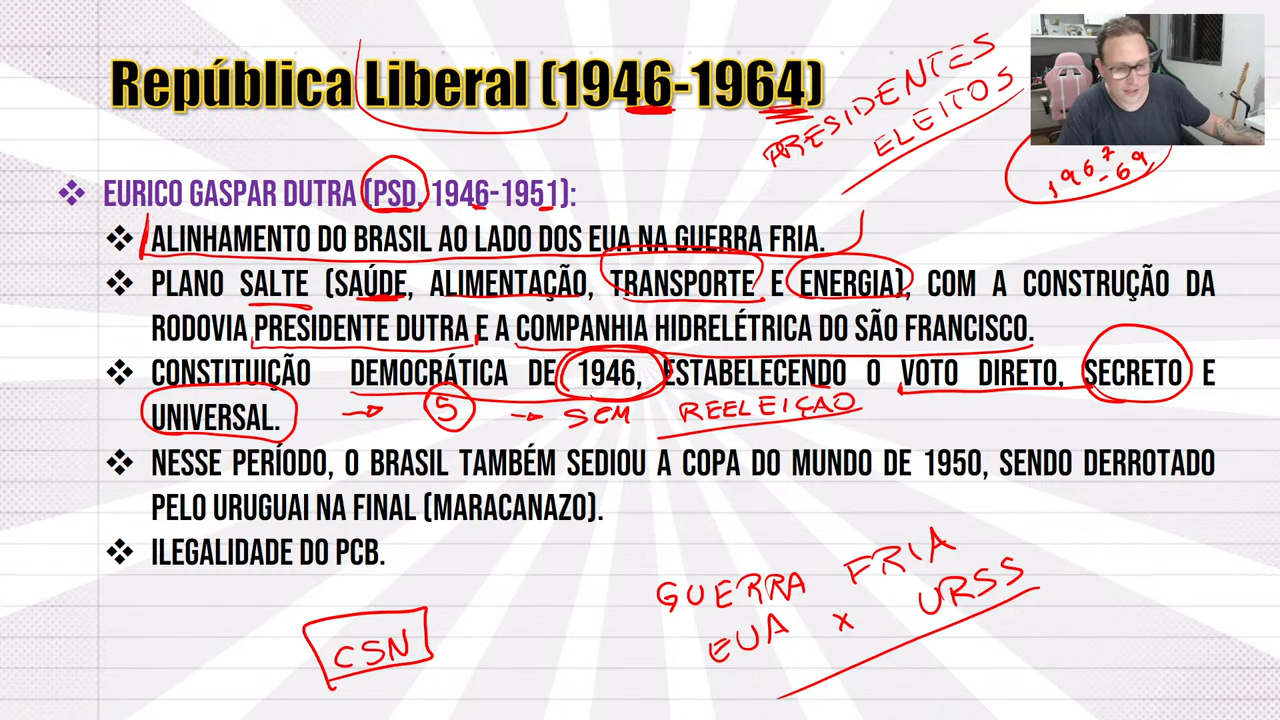 República Liberal (1946-1964)
PRESIDENTES
ELEITOS
1967
-69
❖ EURICO GASPAR DUTRA (PSD, 1946-1951):
❖ ALINHAMENTO DO BRASIL AO LADO DOS EUA NA GUERRA FRIA.
❖ PLANO SALTE (SAÚDE, ALIMENTAÇÃO, TRANSPORTE E ENERGIA), COM A CONSTRUÇÃO DA
RODOVIA PRESIDENTE DUTRA E A COMPANHIA HIDRELÉTRICA DO SÃO FRANCISCO.
❖ CONSTITUIÇÃO DEMOCRÁTICA DE 1946, ESTABELECENDO O VOTO DIRETO, SECRETO E
UNIVERSAL. → 5 → SEM REELEIÇÃO
❖ NESSE PERÍODO, O BRASIL TAMBÉM SEDIOU A COPA DO MUNDO DE 1950, SENDO DERROTADO
PELO URUGUAI NA FINAL (MARACANAZO).
❖ ILEGALIDADE DO PCB.
GUERRA FRIA
EUA x URSS
CSN